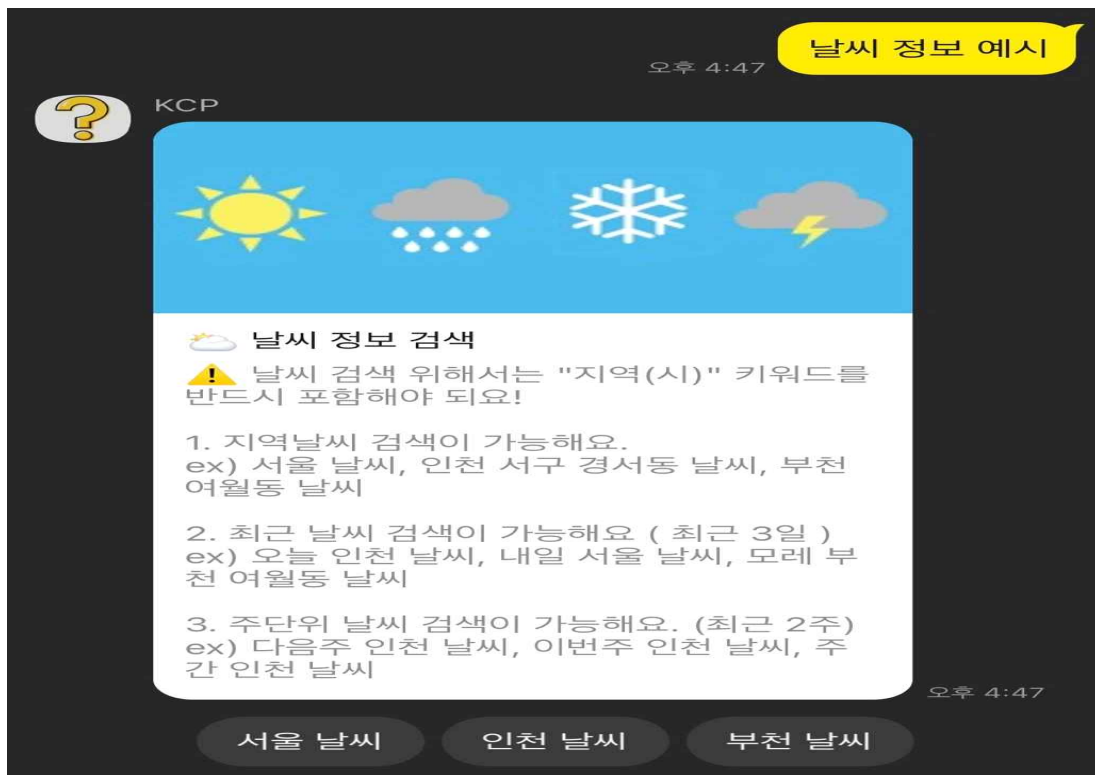 날씨 정보 예시
오후 4:47
KCP
날씨 정보 검색
날씨 검색 위해서는 "지역(시)" 키워드를
반드시 포함해야 되요!
1. 지역날씨 검색이 가능해요.
ex) 서울 날씨, 인천 서구 경서동 날씨, 부천
여월동 날씨
2. 최근 날씨 검색이 가능해요 ( 최근 3일 )
ex) 오늘 인천 날씨, 내일 서울 날씨, 모레 부
천 여월동 날씨
3. 주단위 날씨 검색이 가능해요. (최근 2주)
ex) 다음주 인천 날씨, 이번주 인천 날씨, 주
간 인천 날씨
오후 4:47
서울 날씨
인천 날씨
부천 날씨